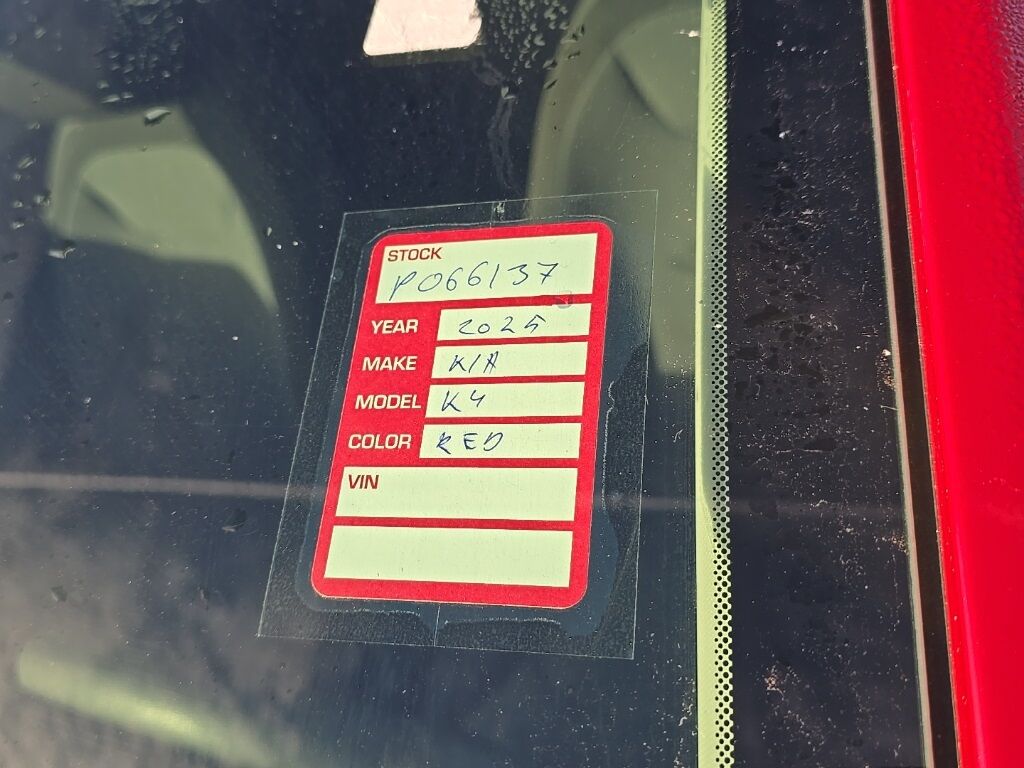 STOCK
P066137
YEAR 2025
MAKE KIA
MODEL K4
COLOR RED
VIN